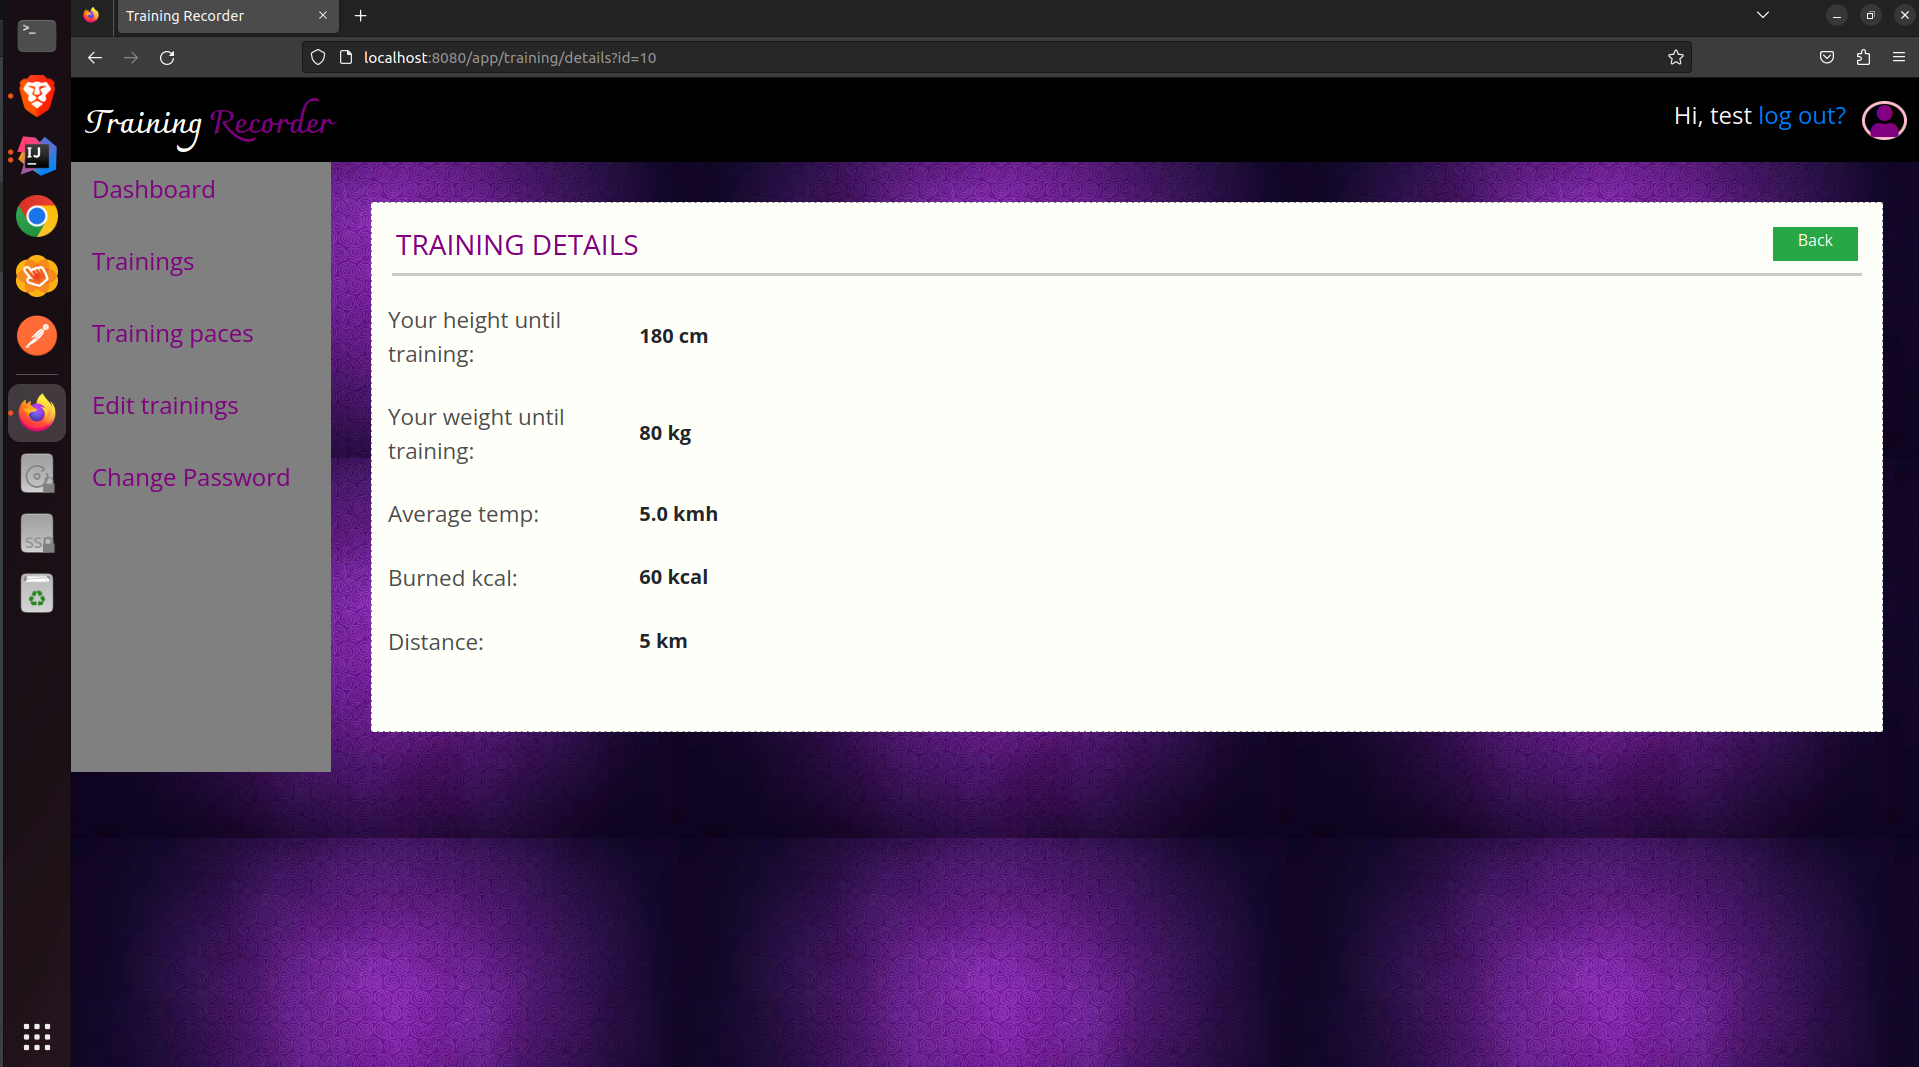 Training Recorder
localhost:8080/app/training/details?id=10
Training Recorder
Hi, test log out?
Dashboard
Trainings
Training paces
Edit trainings
Change Password
TRAINING DETAILS
Back
Your height until
training:
180 cm
Your weight until
training:
80 kg
Average temp:
5.0 kmh
Burned kcal:
60 kcal
Distance:
5 km
>_
IJ
SSD